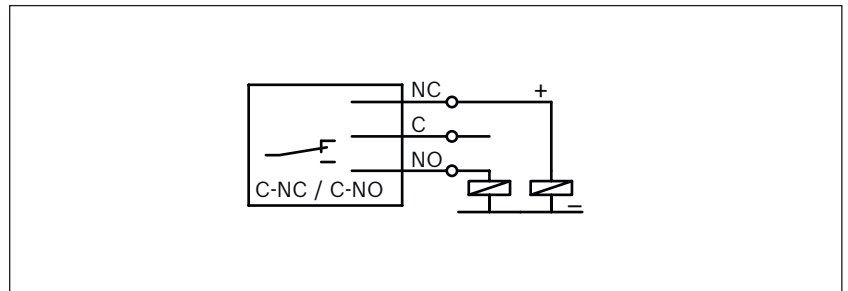 NC
+
C
NO
C-NC / C-NO
–